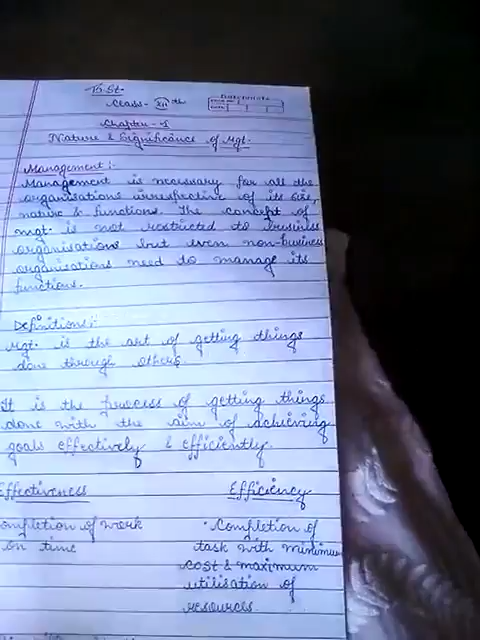 To St.
Class - XII th
Chapter - 1
Nature & Significance of Mgt.
Management :-
Management is necessary for all the
organisations irrespective of its size,
nature & functions. The concept of
mgt. is not restricted to business
organisations but even non-business
organisations need to manage its
functions.
Definitions :-
Mgt. is the art of getting things
done through others.
It is the process of getting things
done with the aim of achieving
goals effectively & efficiently.
Effectiveness Efficiency
ompletion of work • Completion of
on time task with minimum
cost & maximum
utilisation of
resources